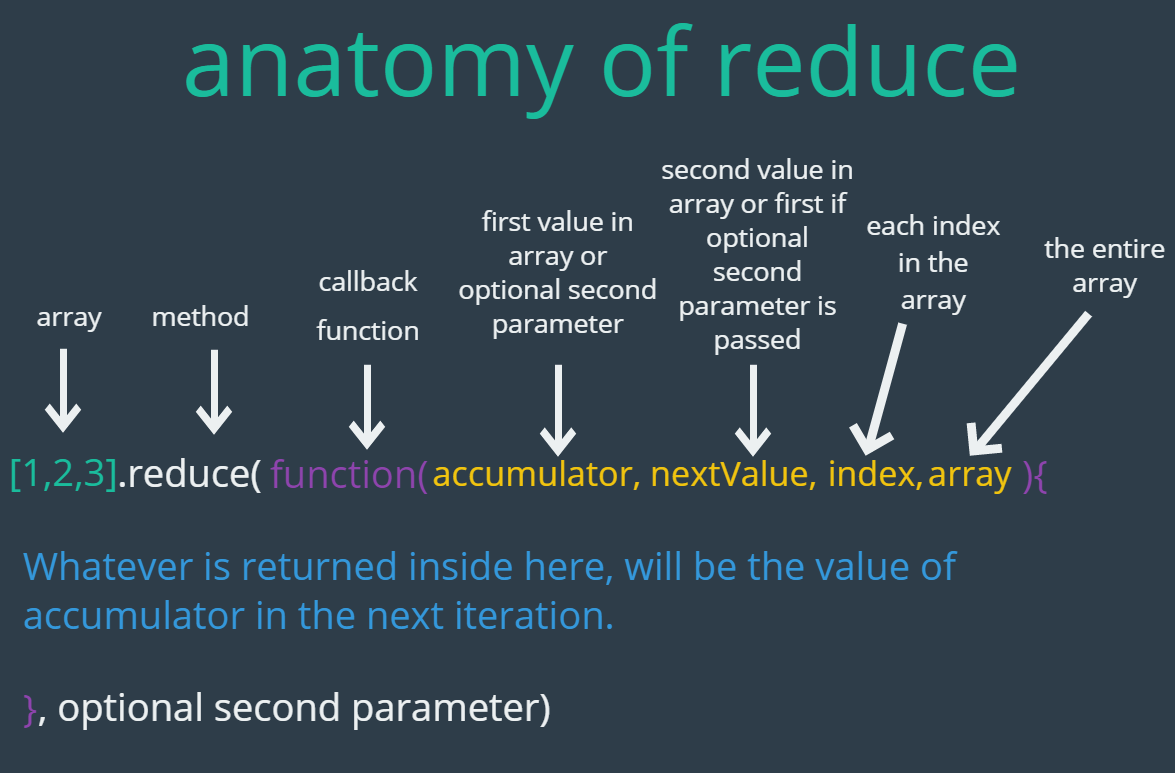 anatomy of reduce
array
method
callback
function
first value in
array or
optional second
parameter
second value in
array or first if
optional
second
parameter is
passed
each index
in the
array
the entire
array
[1,2,3].reduce( function(accumulator, nextValue, index, array ){
Whatever is returned inside here, will be the value of
accumulator in the next iteration.
}, optional second parameter)